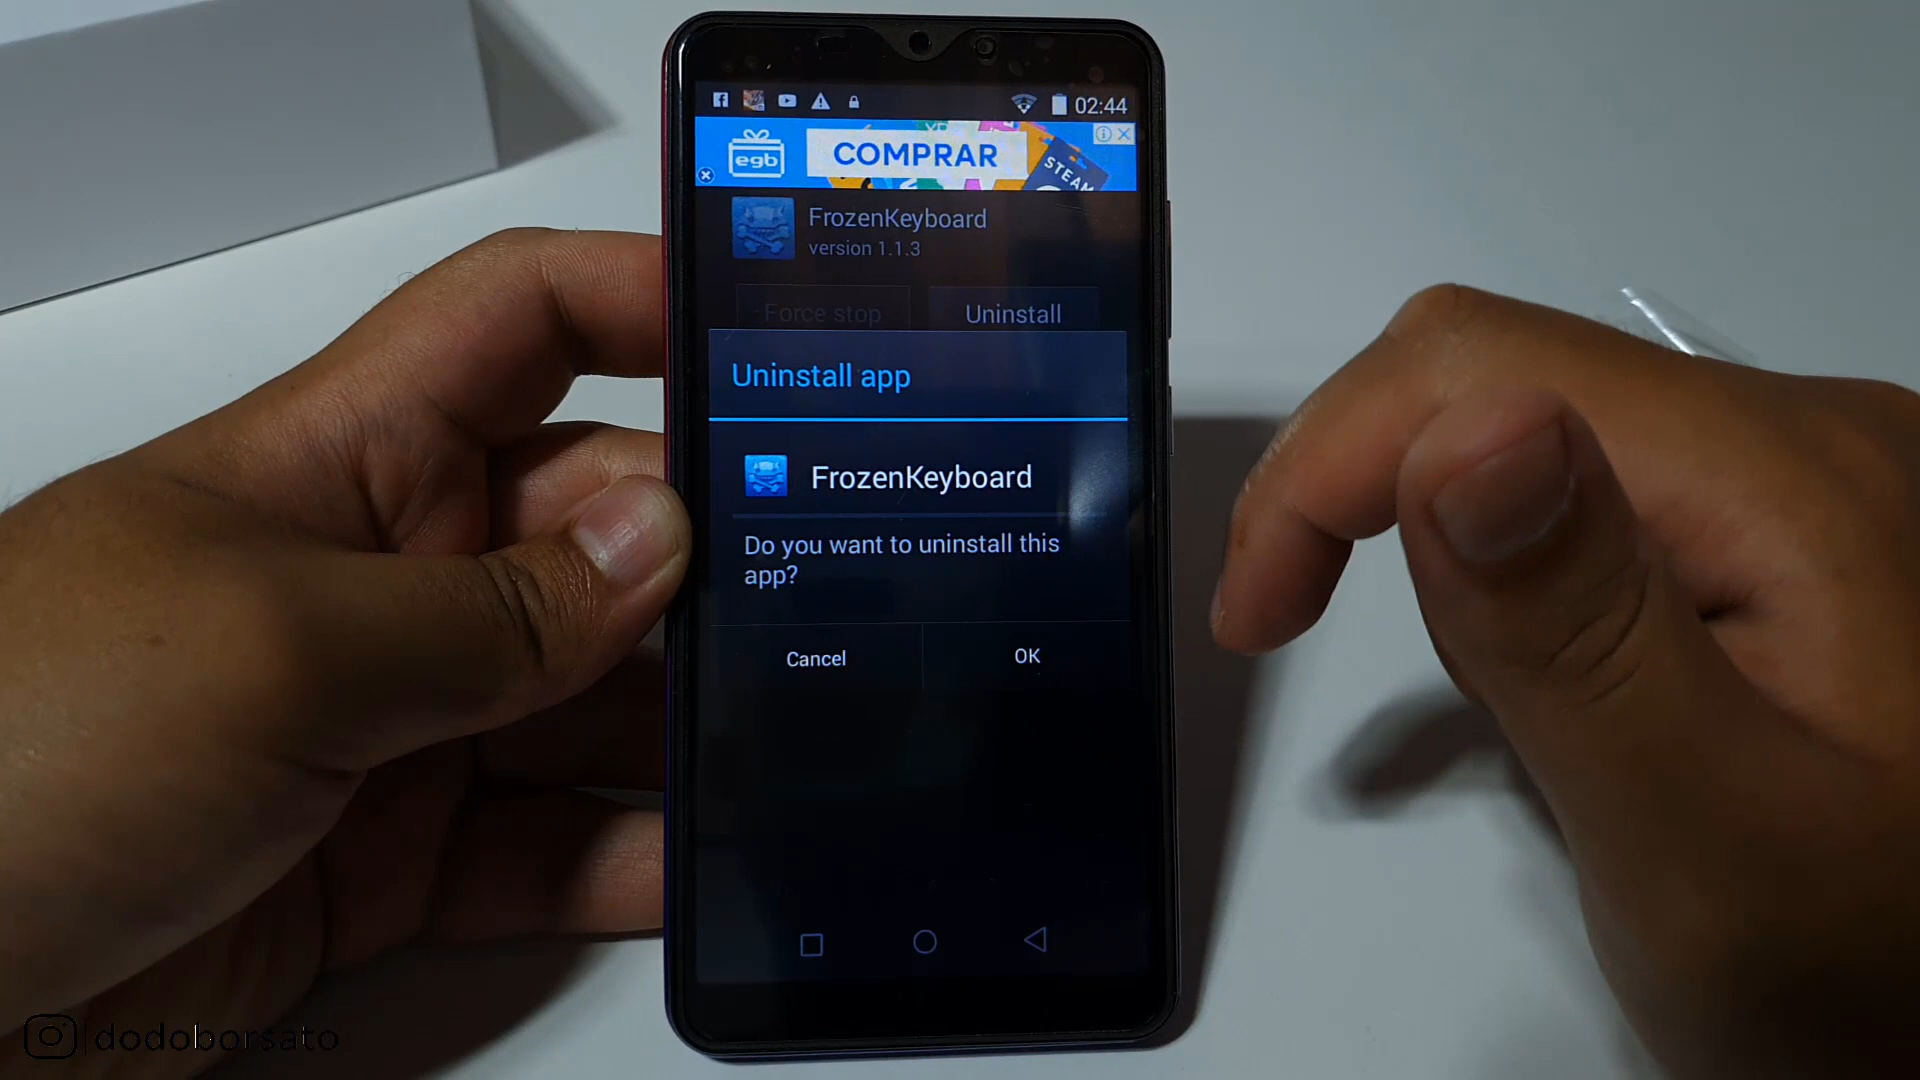 02:44
egb
COMPRAR
STEAM
FrozenKeyboard
version 1.1.3
Force stop
Uninstall
Uninstall app
FrozenKeyboard
Do you want to uninstall this
app?
Cancel
OK
dodoborsato